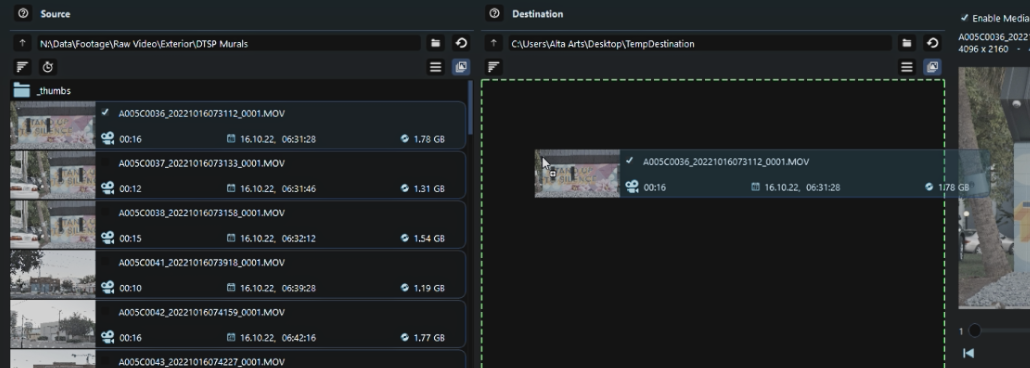 Source
N:\Data\Footage\Raw Video\Exterior\DTSP Murals
_thumbs
A005C0036_20221016073112_0001.MOV
00:16 16.10.22, 06:31:28 1.78 GB
A005C0037_20221016073133_0001.MOV
00:12 16.10.22, 06:31:46 1.31 GB
A005C0038_20221016073158_0001.MOV
00:15 16.10.22, 06:32:12 1.54 GB
A005C0041_20221016073918_0001.MOV
00:10 16.10.22, 06:39:28 1.19 GB
A005C0042_20221016074159_0001.MOV
00:16 16.10.22, 06:42:16 1.77 GB
A005C0043_20221016074227_0001.MOV
Destination
C:\Users\Alta Arts\Desktop\TempDestination
A005C0036_20221016073112_0001.MOV
00:16 16.10.22, 06:31:28 1.78 GB
Enable Media
A005C0036_20221
4096 x 2160 -
1